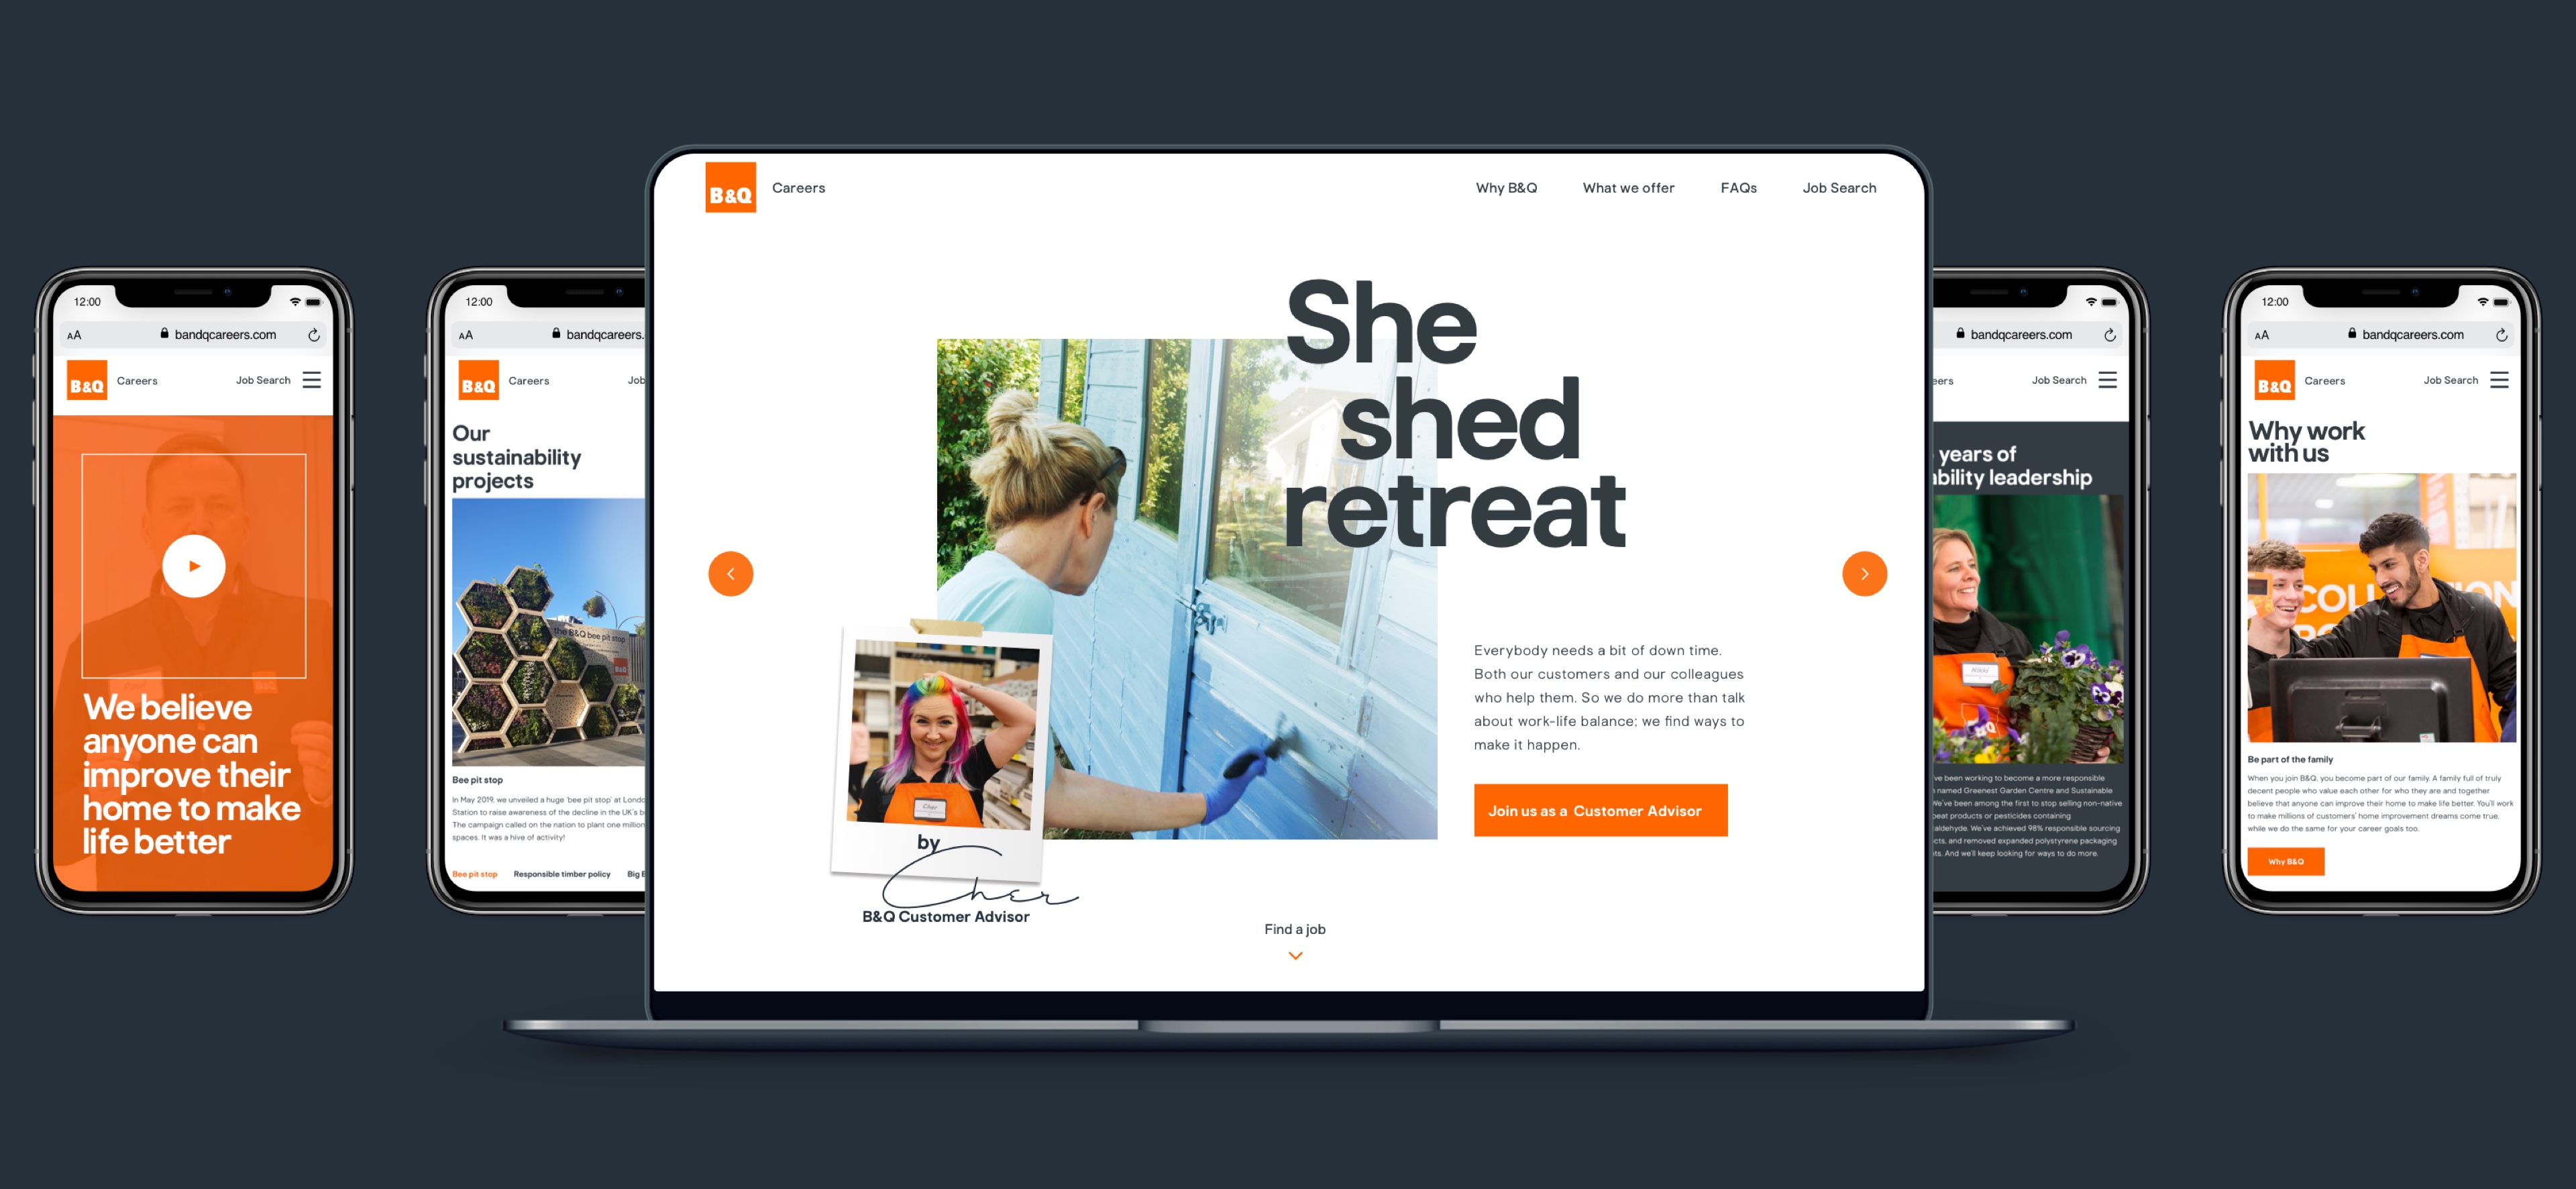 12:00
AA
bandqcareers.com
B&Q
Careers
Job Search
We believe
anyone can
improve their
home to make
life better
12:00
AA
bandqcareers.
B&Q
Careers
Job
Our
sustainability
projects
the B&Q bee pit stop
B&Q
Bee pit stop
In May 2019, we unveiled a huge 'bee pit stop' at Londo
Station to raise awareness of the decline in the UK's b
The campaign called on the nation to plant one million
spaces. It was a hive of activity!
Bee pit stop
Responsible timber policy
Big B
B&Q
Careers
Why B&Q
What we offer
FAQs
Job Search
She
shed
retreat
Everybody needs a bit of down time.
Both our customers and our colleagues
who help them. So we do more than talk
about work-life balance; we find ways to
make it happen.
Join us as a Customer Advisor
Cher
by
Cher
B&Q Customer Advisor
Find a job
bandqcareers.com
eers
Job Search
years of
ability leadership
Nikki
've been working to become a more responsible
named Greenest Garden Centre and Sustainable
We've been among the first to stop selling non-native
peat products or pesticides containing
aldehyde. We've achieved 98% responsible sourcing
cts, and removed expanded polystyrene packaging
ts. And we'll keep looking for ways to do more.
12:00
AA
bandqcareers.com
B&Q
Careers
Job Search
Why work
with us
Be part of the family
When you join B&Q, you become part of our family. A family full of truly
decent people who value each other for who they are and together
believe that anyone can improve their home to make life better. You'll work
to make millions of customers' home improvement dreams come true,
while we do the same for your career goals too.
Why B&Q